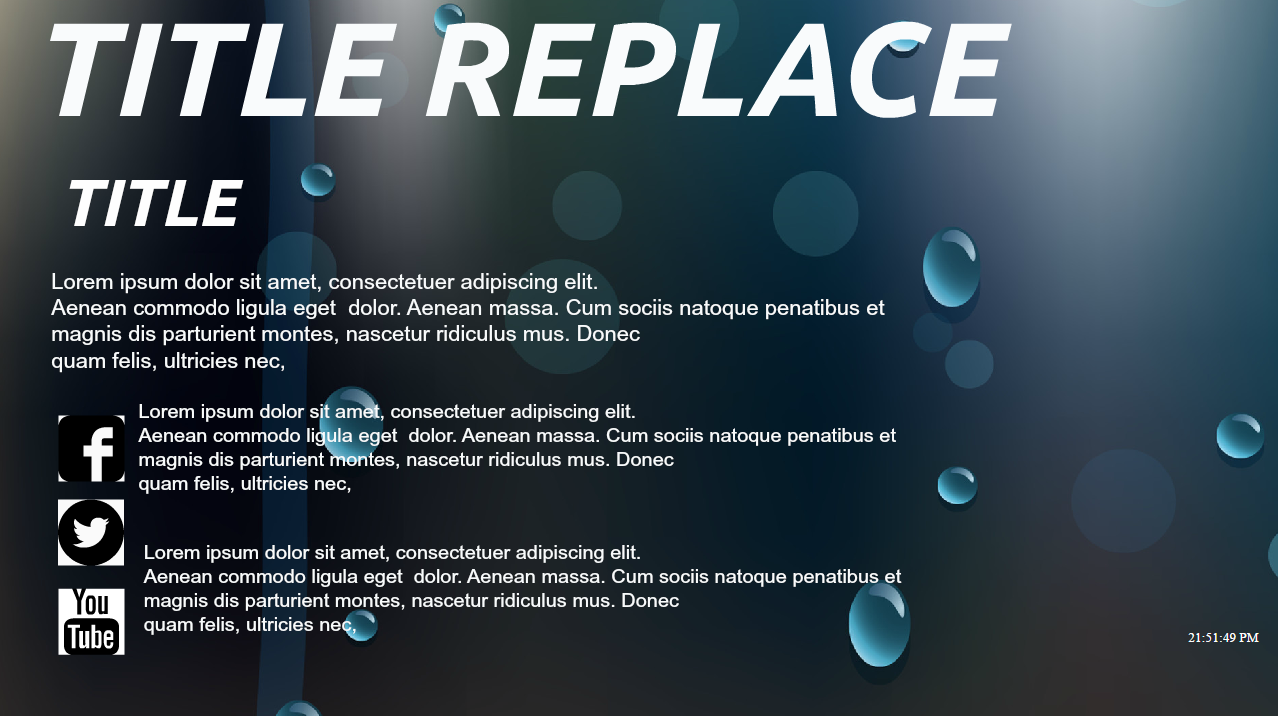 TITLE REPLACE
TITLE
Lorem ipsum dolor sit amet, consectetuer adipiscing elit.
Aenean commodo ligula eget  dolor. Aenean massa. Cum sociis natoque penatibus et
magnis dis parturient montes, nascetur ridiculus mus. Donec
quam felis, ultricies nec,
Lorem ipsum dolor sit amet, consectetuer adipiscing elit.
Aenean commodo ligula eget  dolor. Aenean massa. Cum sociis natoque penatibus et
magnis dis parturient montes, nascetur ridiculus mus. Donec
quam felis, ultricies nec,
Lorem ipsum dolor sit amet, consectetuer adipiscing elit.
Aenean commodo ligula eget  dolor. Aenean massa. Cum sociis natoque penatibus et
magnis dis parturient montes, nascetur ridiculus mus. Donec
quam felis, ultricies nec,
f
You
Tube
21:51:49 PM